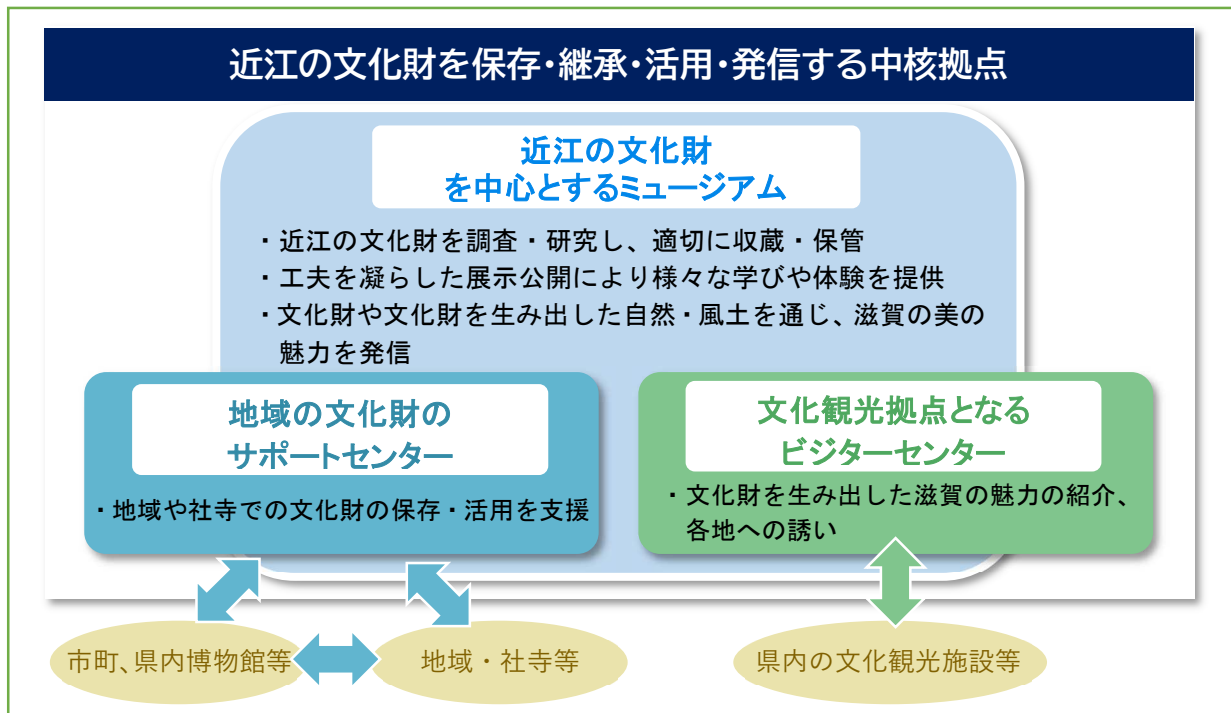 近江の文化財を保存・継承・活用・発信する中核拠点
近江の文化財
を中心とするミュージアム
・近江の文化財を調査・研究し、適切に収蔵・保管
・工夫を凝らした展示公開により様々な学びや体験を提供
・文化財や文化財を生み出した自然・風土を通じ、滋賀の美の
魅力を発信
地域の文化財の
サポートセンター
・地域や社寺での文化財の保存・活用を支援
文化観光拠点となる
ビジターセンター
・文化財を生み出した滋賀の魅力の紹介、
各地への誘い
市町、県内博物館等
地域・社寺等
県内の文化観光施設等